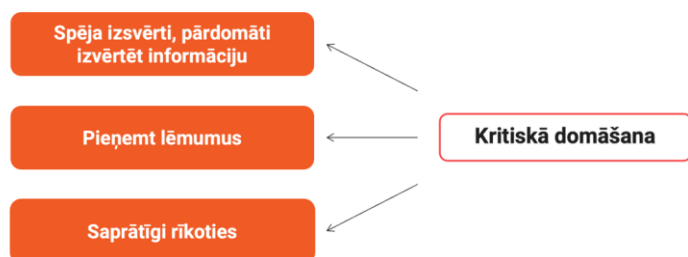 Spēja izsvērti, pārdomāti
izvērtēt informāciju
Pieņemt lēmumus
Kritiskā domāšana
Saprātīgi rīkoties